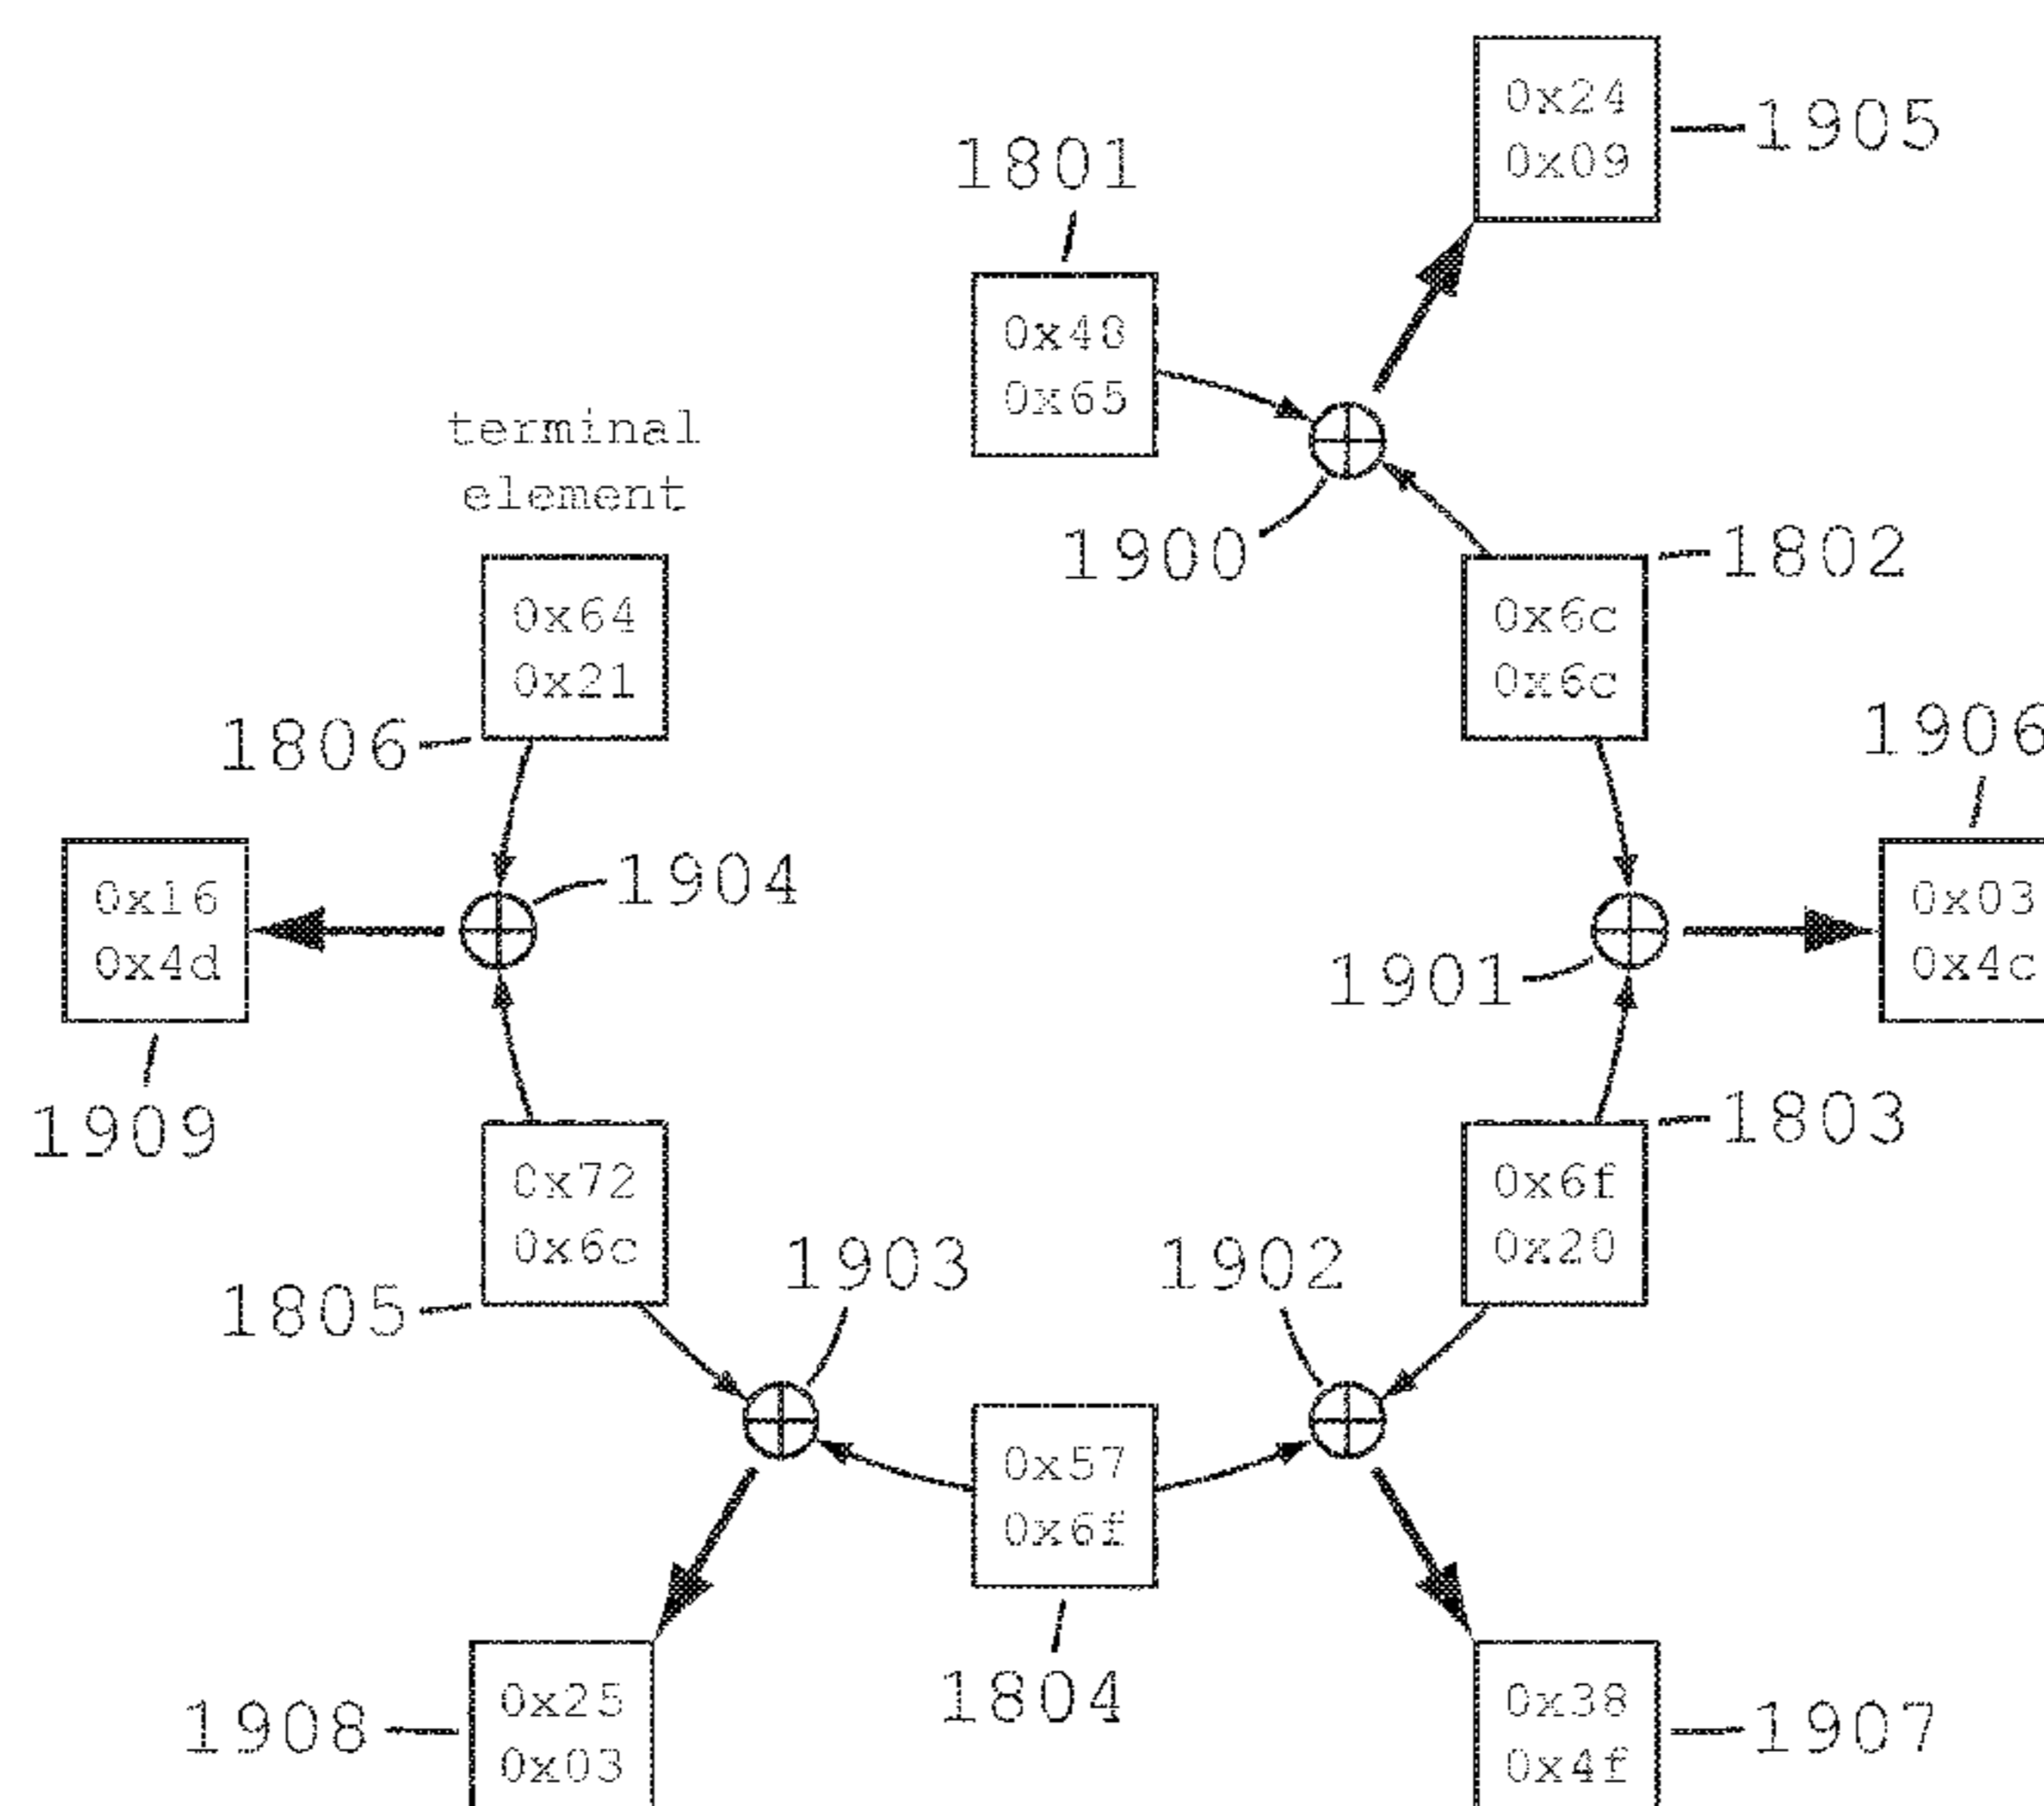 0x24
0x09
1905
1801
0x48
0x65
terminal
element
1900
1802
0x64
0x21
0x6c
0x6c
1806
1906
1904
0x16
0x4d
0x03
0x4c
1901
1909
1803
0x72
0x6c
0x6f
0x20
1903
1902
1805
0x57
0x6f
1804
1908
0x25
0x03
0x38
0x4f
1907